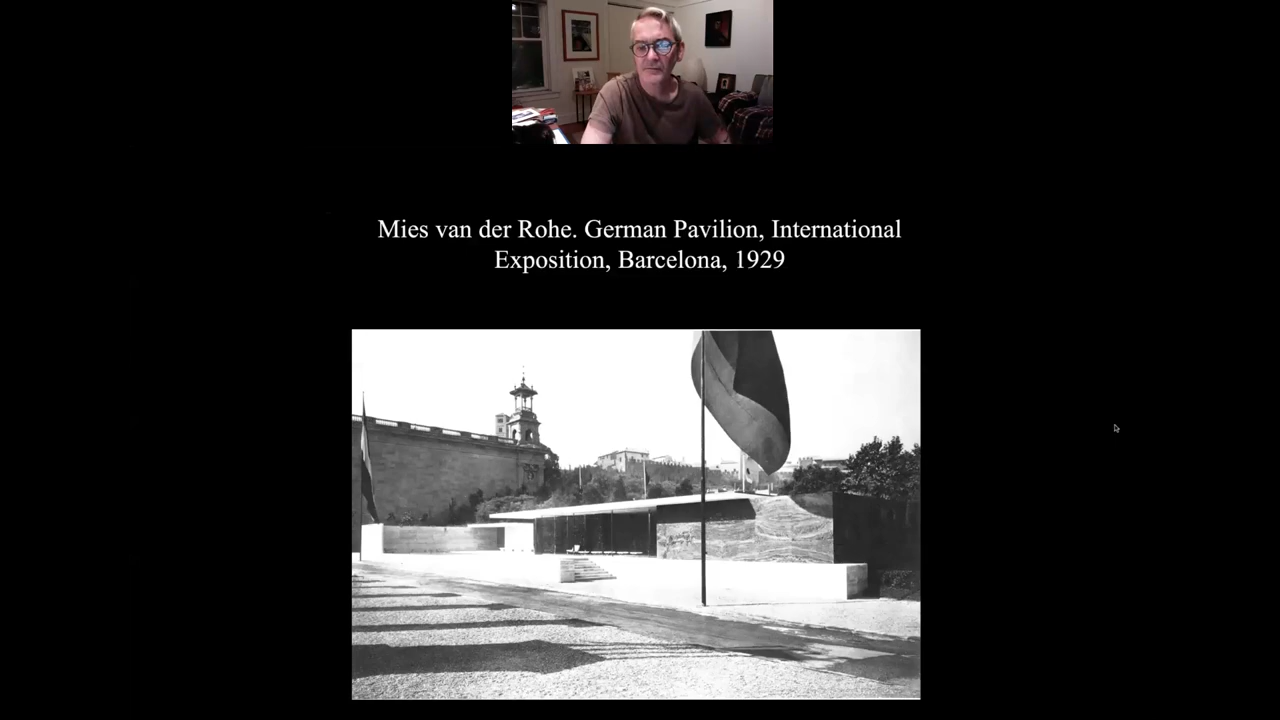 Mies van der Rohe. German Pavilion, International
Exposition, Barcelona, 1929